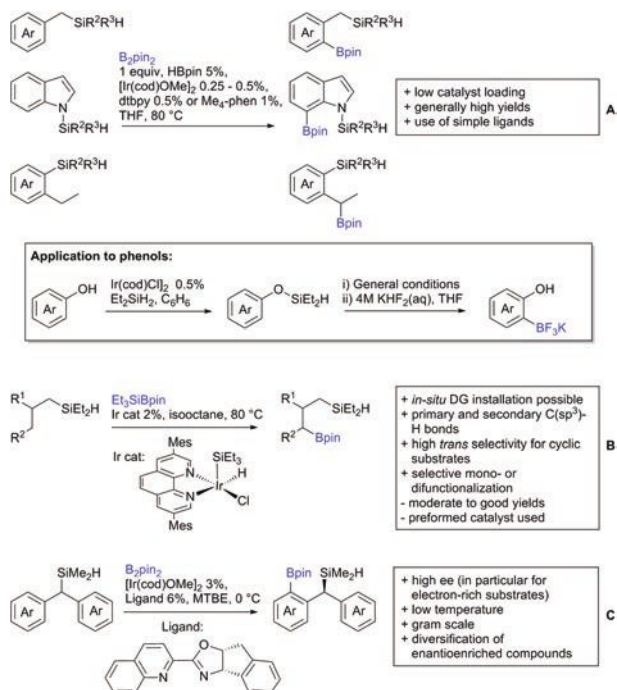 SiR²R³H
Ar
B₂pin₂
1 equiv, HBpin 5%,
[Ir(cod)OMe]₂ 0.25 - 0.5%,
dtbpy 0.5% or Me₄-phen 1%,
THF, 80 °C
SiR²R³H
Ar
Bpin
N
SiR²R³H
N
Bpin
SiR²R³H
+ low catalyst loading
+ generally high yields
+ use of simple ligands
A
SiR²R³H
Ar
SiR²R³H
Ar
Bpin
Application to phenols:
OH
Ar
Ir(cod)Cl]₂ 0.5%
Et₂SiH₂, C₆H₆
O
SiEt₂H
Ar
i) General conditions
ii) 4M KHF₂(aq), THF
OH
Ar
BF₃K
R¹
SiEt₂H
R²
Et₃SiBpin
Ir cat 2%, isooctane, 80 °C
R¹
SiEt₂H
R²
Bpin
Ir cat:
Mes
SiEt₃
H
N
Ir
N
Cl
Mes
+ in-situ DG installation possible
+ primary and secondary C(sp³)-
H bonds
+ high trans selectivity for cyclic
substrates
+ selective mono- or
difunctionalization
- moderate to good yields
- preformed catalyst used
B
SiMe₂H
Ar
Ar
B₂pin₂
[Ir(cod)OMe]₂ 3%,
Ligand 6%, MTBE, 0 °C
Bpin
SiMe₂H
Ar
Ar
Ligand:
O
N
N
+ high ee (in particular for
electron-rich substrates)
+ low temperature
+ gram scale
+ diversification of
enantioenriched compounds
C